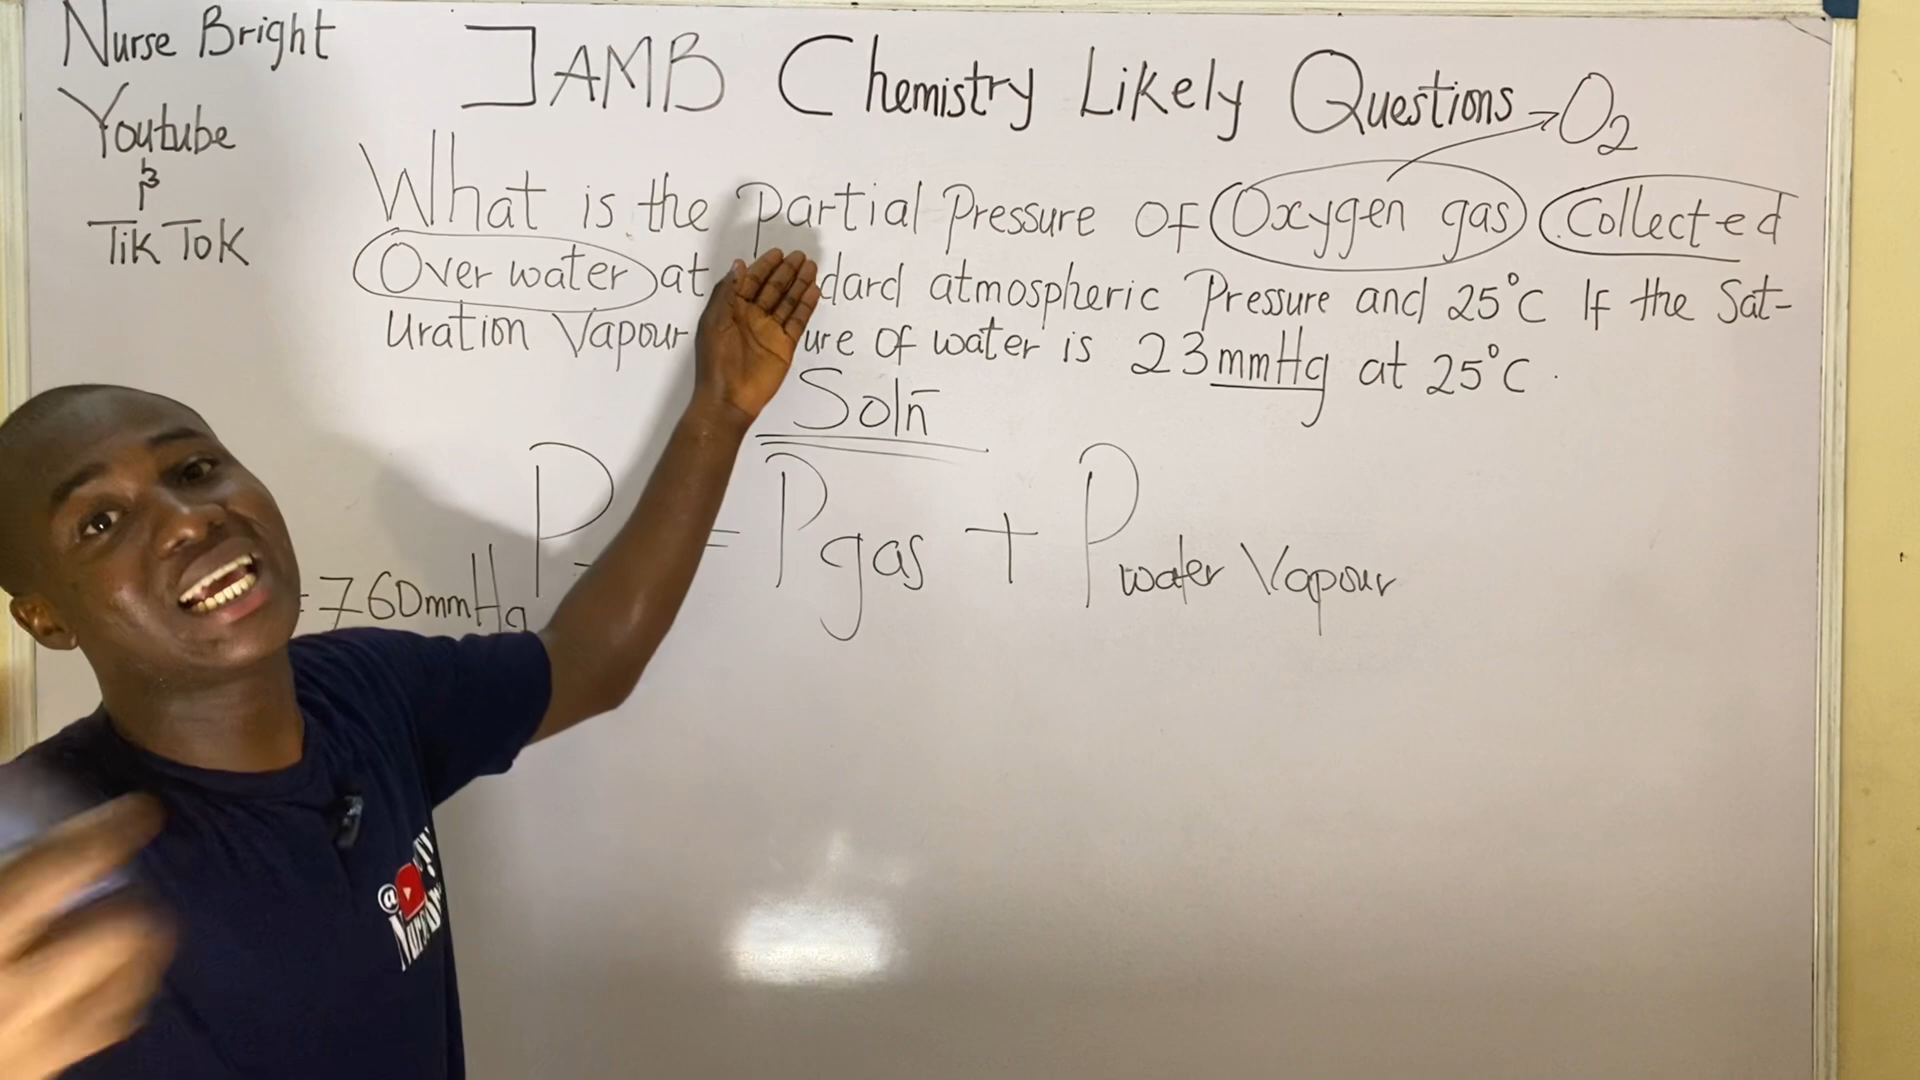 Nurse Bright
Youtube
&
TikTok
JAMB Chemistry Likely Questions → O2
What is the partial Pressure OF Oxygen gas Collected
Over water at dard atmospheric Pressure and 25°C If the Sat-
uration Vapour ure OF water is 23mmHg at 25°C.
Soln
P = Pgas + Pwater Vapour
= 760mmHg
@